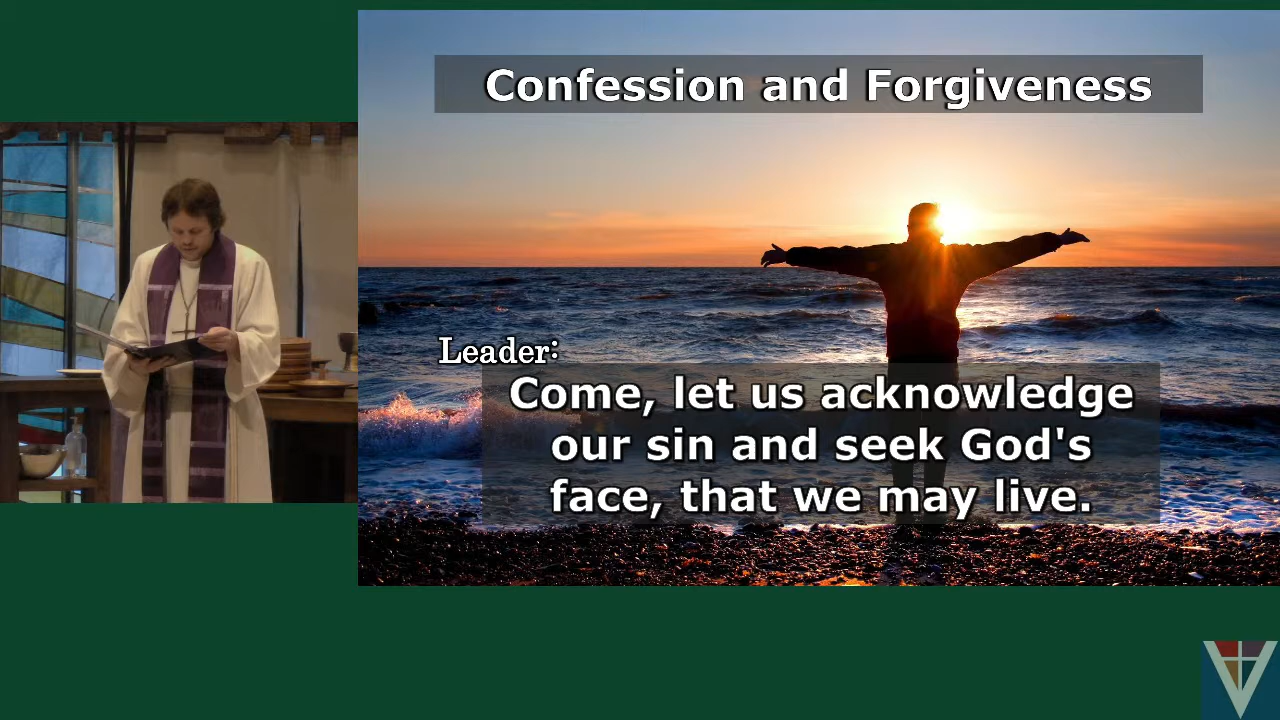 Confession and Forgiveness
Leader:
Come, let us acknowledge
our sin and seek God's
face, that we may live.